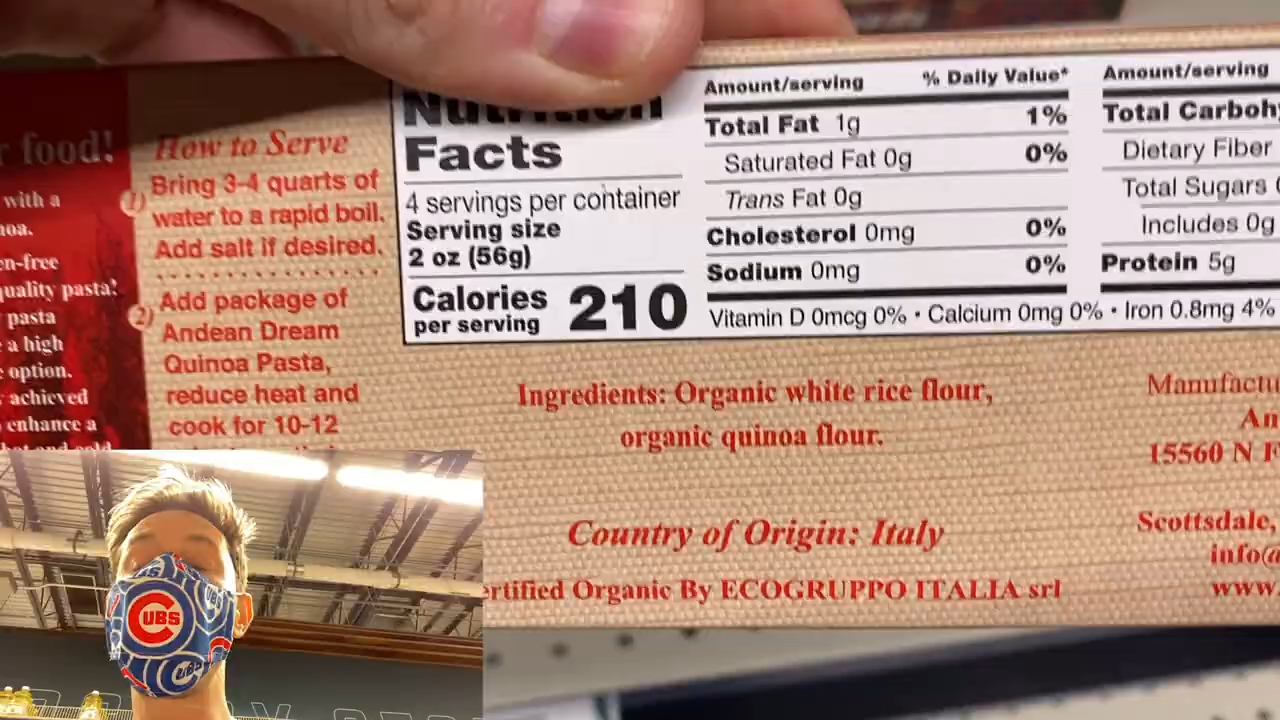 r food!
with a
noa.
en-free
quality pasta!
pasta
a high
option.
achieved
enhance a
How to Serve
1) Bring 3-4 quarts of
water to a rapid boil.
Add salt if desired.
2) Add package of
Andean Dream
Quinoa Pasta,
reduce heat and
cook for 10-12
Nutrition
Facts
4 servings per container
Serving size
2 oz (56g)
Calories 210
per serving
Amount/serving % Daily Value*
Total Fat 1g 1%
Saturated Fat 0g 0%
Trans Fat 0g
Cholesterol 0mg 0%
Sodium 0mg 0%
Amount/serving
Total Carboh
Dietary Fiber
Total Sugars
Includes 0g
Protein 5g
Vitamin D 0mcg 0% • Calcium 0mg 0% • Iron 0.8mg 4%
Ingredients: Organic white rice flour,
organic quinoa flour.
Country of Origin: Italy
ertified Organic By ECOGRUPPO ITALIA srl
Manufactu
An
15560 N F
Scottsdale,
info@
www.
CUBS